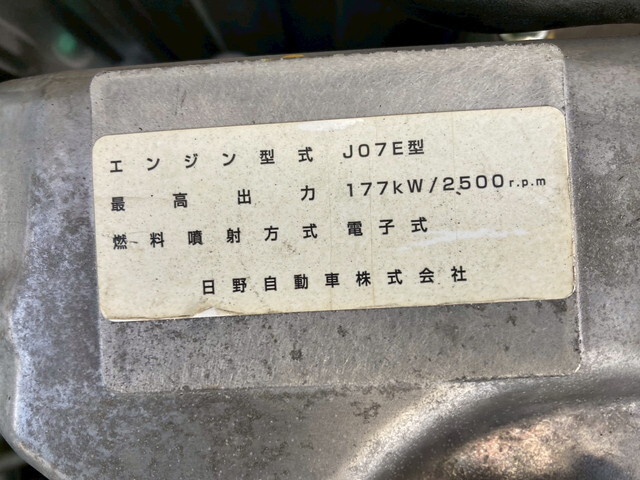 エンジン型式 J07E型
最高出力 177kW/2500r.p.m
燃料噴射方式 電子式
日野自動車株式会社